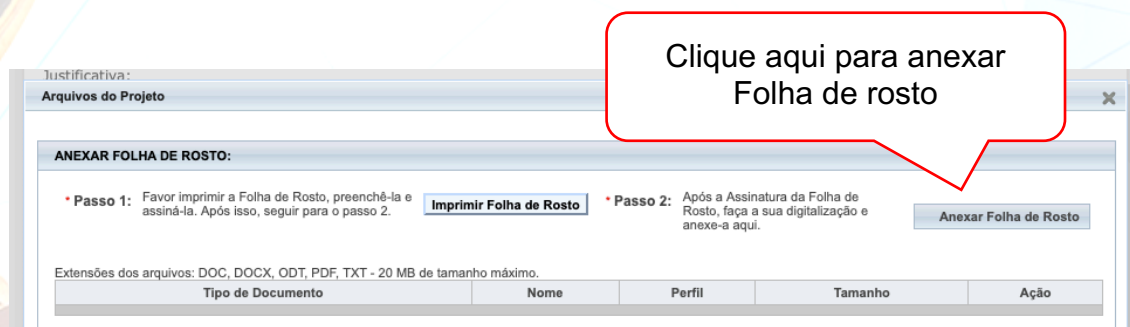 Clique aqui para anexar
Folha de rosto
Justificativa:
Arquivos do Projeto
ANEXAR FOLHA DE ROSTO:
* Passo 1: Favor imprimir a Folha de Rosto, preenchê-la e
assiná-la. Após isso, seguir para o passo 2.
Imprimir Folha de Rosto
* Passo 2: Após a Assinatura da Folha de
Rosto, faça a sua digitalização e
anexe-a aqui.
Anexar Folha de Rosto
Extensões dos arquivos: DOC, DOCX, ODT, PDF, TXT - 20 MB de tamanho máximo.
Tipo de Documento Nome Perfil Tamanho Ação